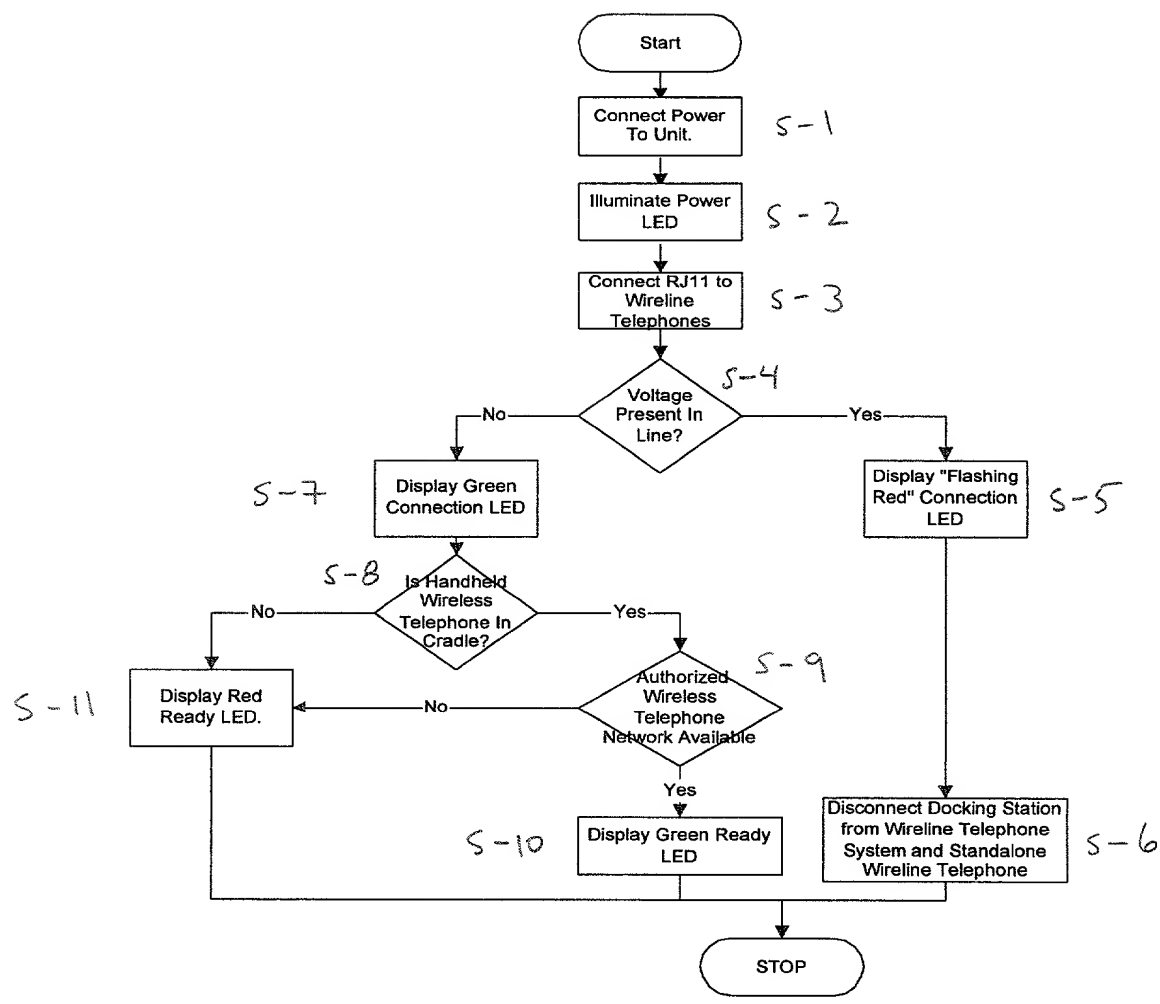 Start
Connect Power
To Unit.
S-1
Illuminate Power
LED
S-2
Connect RJ11 to
Wireline
Telephones
S-3
Voltage
Present In
Line?
S-4
No
Yes
Display Green
Connection LED
S-7
Display "Flashing
Red" Connection
LED
S-5
Is Handheld
Wireless
Telephone In
Cradle?
S-8
No
Yes
Authorized
Wireless
Telephone
Network Available
S-9
No
Display Red
Ready LED.
S-11
Yes
Display Green Ready
LED
S-10
Disconnect Docking Station
from Wireline Telephone
System and Standalone
Wireline Telephone
S-6
STOP